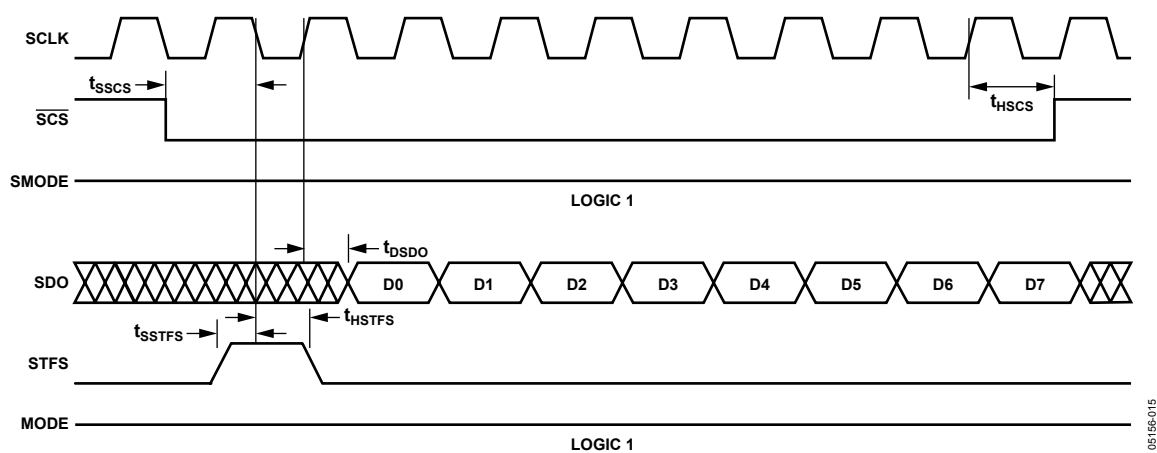 SCLK
tSSCS
tHSCS
SCS
SMODE
LOGIC 1
tDSDO
SDO
D0 D1 D2 D3 D4 D5 D6 D7
tSSTFS
tHSTFS
STFS
MODE
LOGIC 1
05156-015